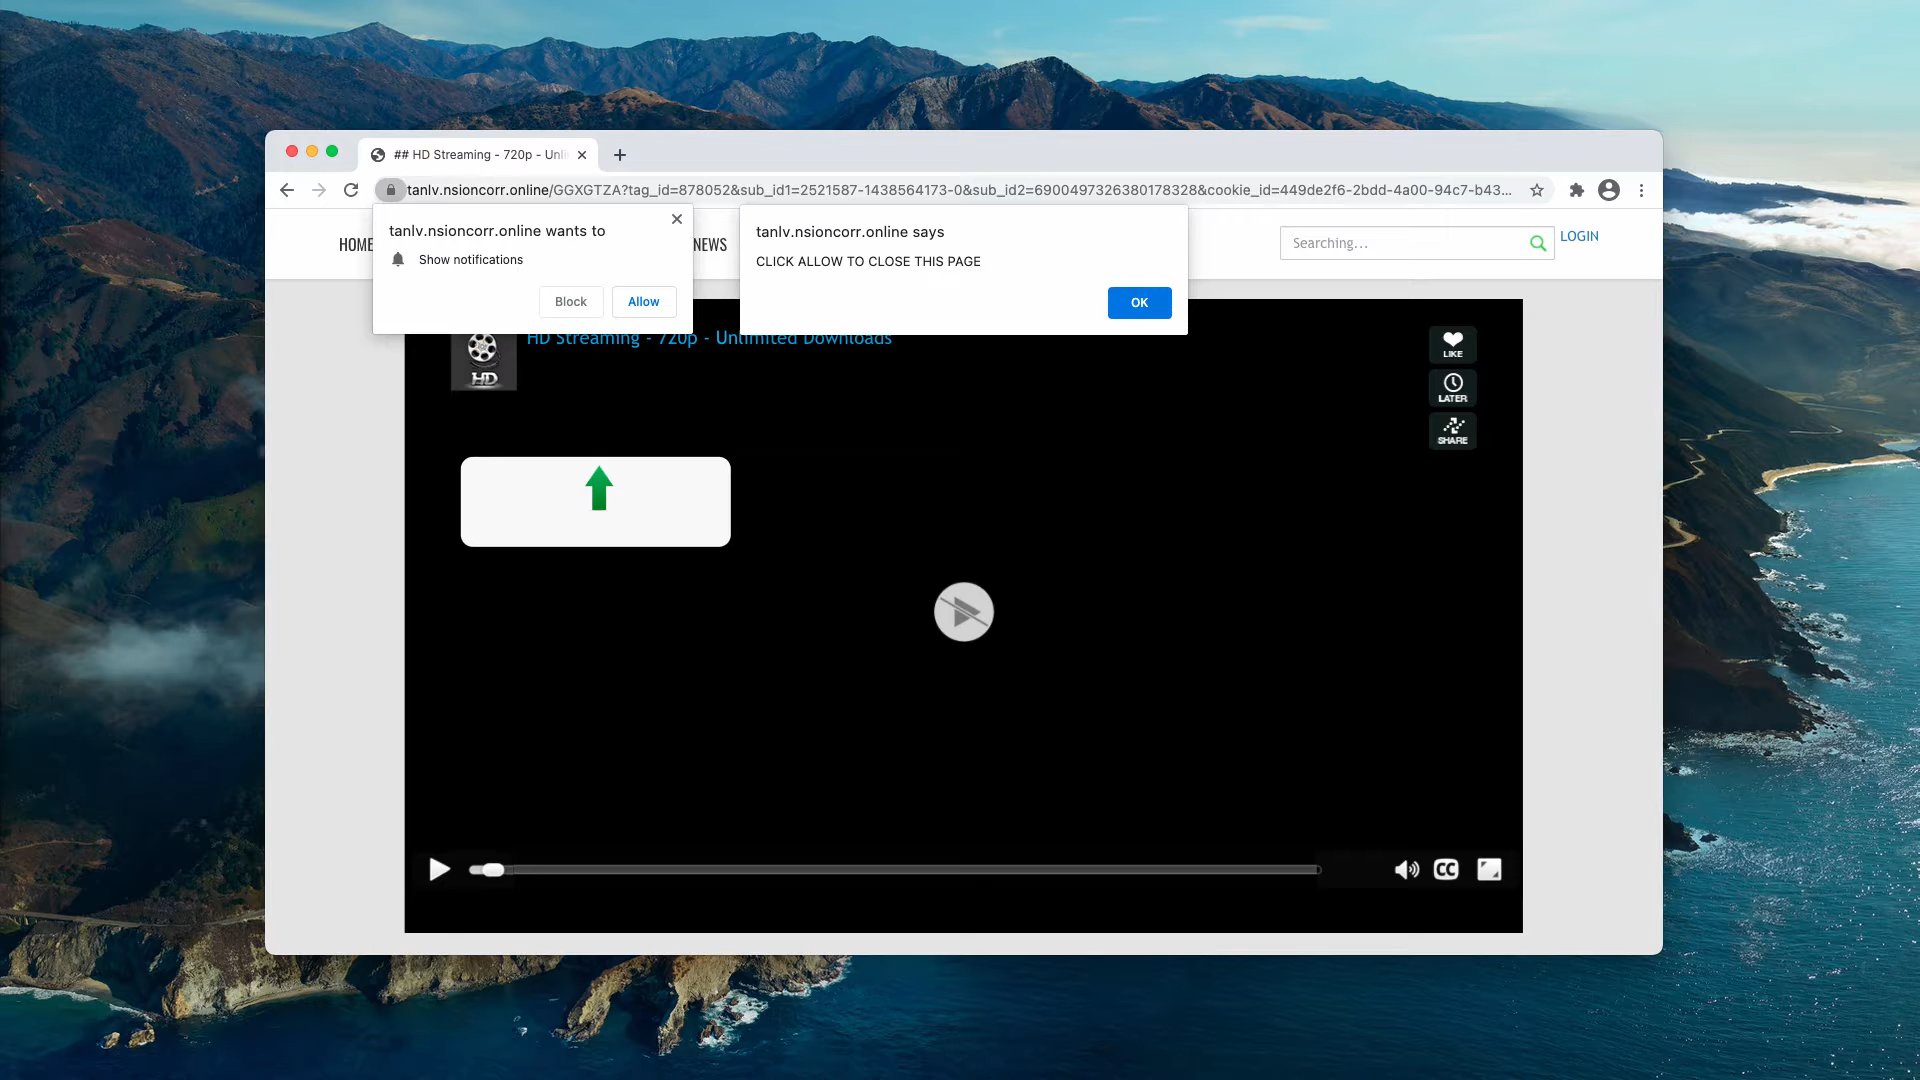 ## HD Streaming - 720p - Unli
tanlv.nsioncorr.online/GGXGTZA?tag_id=878052&sub_id1=2521587-1438564173-0&sub_id2=6900497326380178328&cookie_id=449de2f6-2bdd-4a00-94c7-b43...
tanlv.nsioncorr.online wants to
Show notifications
Block
Allow
tanlv.nsioncorr.online says
CLICK ALLOW TO CLOSE THIS PAGE
OK
HOME
NEWS
Searching...
LOGIN
HD Streaming - 720p - Unlimited Downloads
HD
LIKE
LATER
SHARE
CC